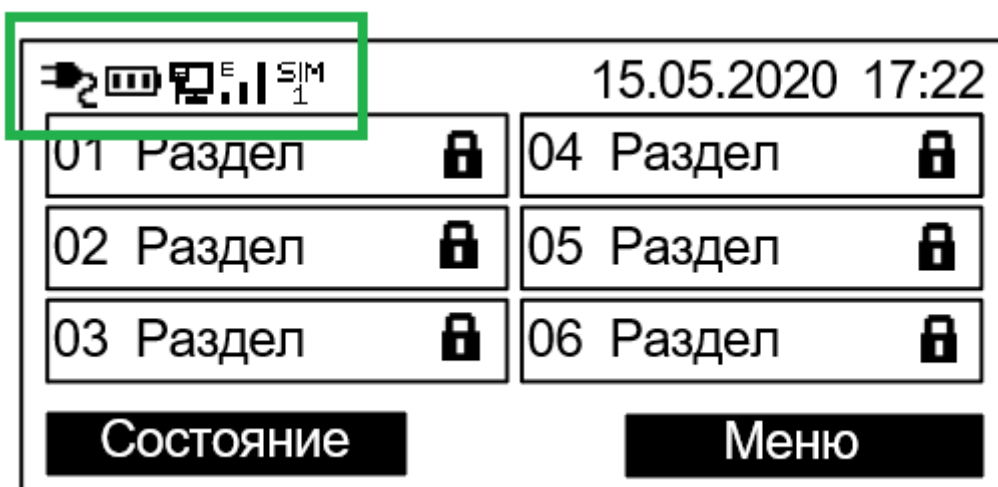 E SIM 1 15.05.2020 17:22
01 Раздел 04 Раздел
02 Раздел 05 Раздел
03 Раздел 06 Раздел
Состояние Меню